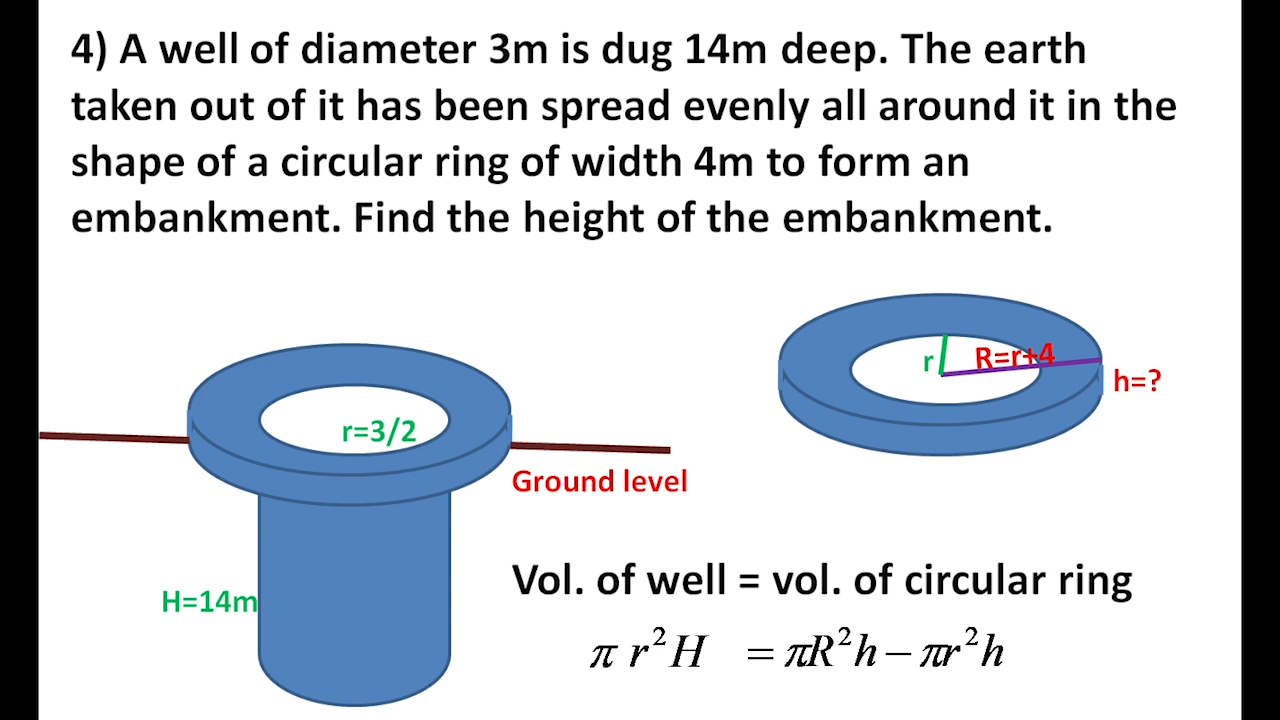 4) A well of diameter 3m is dug 14m deep. The earth
taken out of it has been spread evenly all around it in the
shape of a circular ring of width 4m to form an
embankment. Find the height of the embankment.
r R=r+4
h=?
r=3/2
Ground level
H=14m
Vol. of well = vol. of circular ring
π r²H = πR²h − πr²h